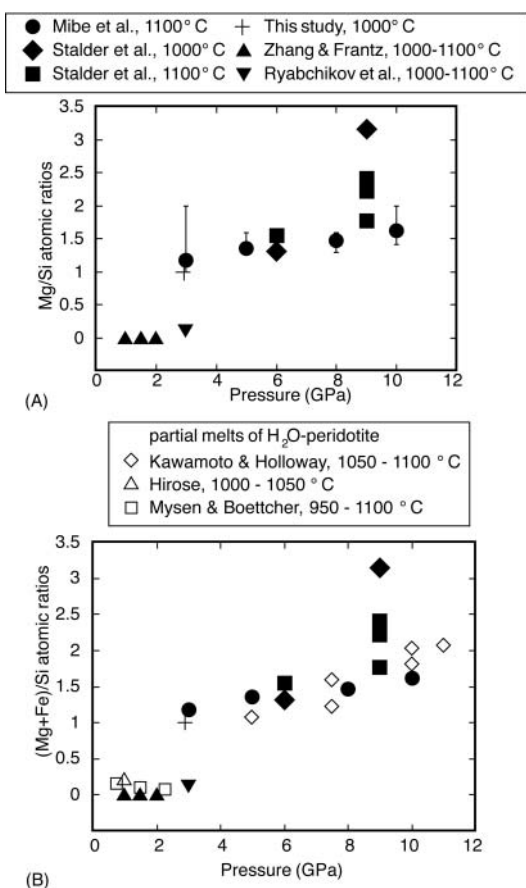 Mibe et al., 1100° C This study, 1000° C
Stalder et al., 1000° C Zhang & Frantz, 1000-1100° C
Stalder et al., 1100° C Ryabchikov et al., 1000-1100° C
3.5
3
2.5
2
1.5
1
0.5
0
Mg/Si atomic ratios
0 2 4 6 8 10 12
(A) Pressure (GPa)
partial melts of H2O-peridotite
Kawamoto & Holloway, 1050 - 1100 °C
Hirose, 1000 - 1050 °C
Mysen & Boettcher, 950 - 1100 °C
3.5
3
2.5
2
1.5
1
0.5
0
(Mg+Fe)/Si atomic ratios
0 2 4 6 8 10 12
Pressure (GPa)
(B)